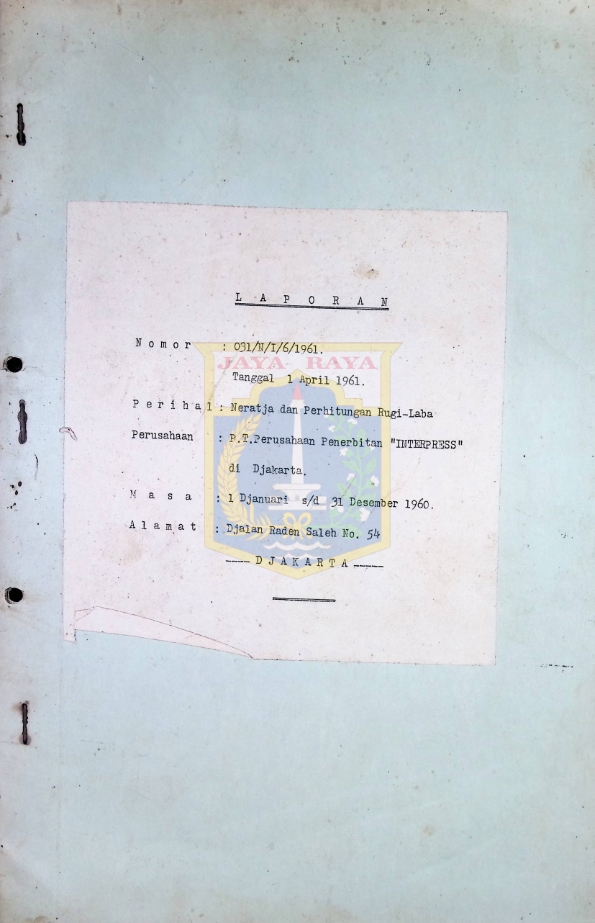 L A P O R A N
N o m o r : 031/N/I/6/1961.
JAYA RAYA
Tanggal 1 April 1961.
P e r i h a l : Neratja dan Perhitungan Rugi-Laba
Perusahaan : P.T.Perusahaan Penerbitan "INTERPRESS"
di Djakarta.
M a s a : 1 Djanuari s/d 31 Desember 1960.
A l a m a t : Djalan Raden Saleh No. 54
---- D J A K A R T A -----